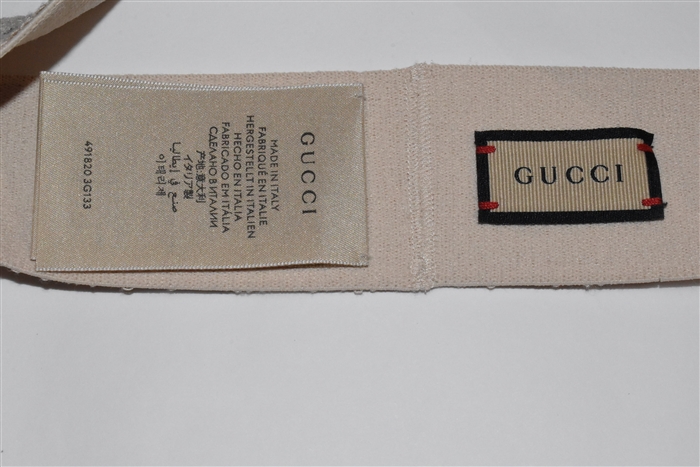 GUCCI
MADE IN ITALY
FABRIQUÉ EN ITALIE
HERGESTELLT IN ITALIEN
HECHO EN ITALIA
FABRICADO EM ITÁLIA
СДЕЛАНО В ИТАЛИИ
产地:意大利
イタリア製
صنع في إيطاليا
이태리제
491820 3G133
GUCCI